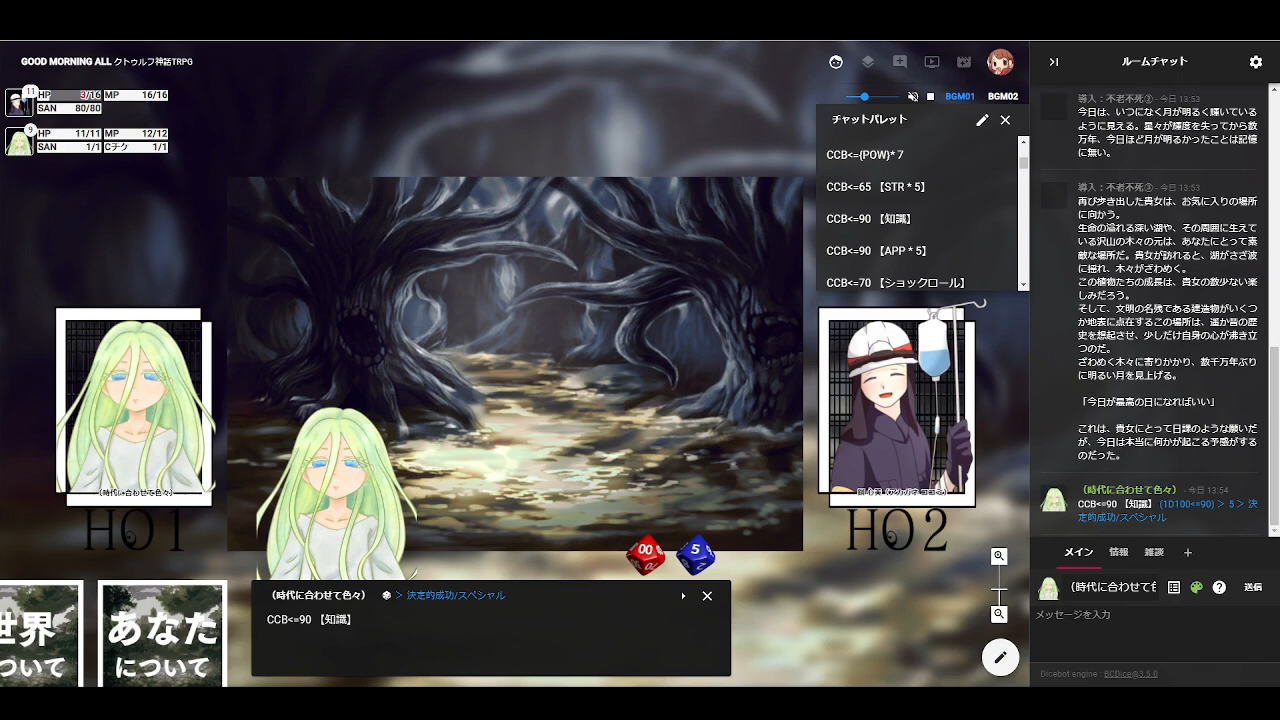 GOOD MORNING ALL クトゥルフ神話TRPG
11
HP 3/16 MP 16/16
SAN 80/80
9
HP 11/11 MP 12/12
SAN 1/1 Cチケ 1/1
BGM01 BGM02
チャットパレット
CCB<={POW}*７
CCB<=65 【STR＊5】
CCB<=90 【知識】
CCB<=90 【APP＊5】
CCB<=70 【ショックロール】
(時代に合わせて色々)
HO1
HO2
00
5
世界
ついて
あなた
について
(時代に合わせて色々) ＞ 決定的成功/スペシャル
CCB<=90 【知識】
ルームチャット
導入：不老不死② - 今日 13:53
今日は、いつになく月が明るく輝いている
ように見える。星々が輝度を失ってから数
万年、今日ほど月が明るかったことは記憶
に無い。
導入：不老不死③ - 今日 13:53
再び歩き出した貴女は、お気に入りの場所
に向かう。
生命の溢れる深い湖や、その周囲に生えて
いる沢山の木々の元は、あなたにとって素
敵な場所だ。貴女が訪れると、湖がさざ波
に揺れ、木々がざわめく。
この植物たちの成長は、貴女の数少ない楽
しみだろう。
そして、文明の名残である建造物がいくつ
か地表に点在するこの場所は、遥か昔の歴
史を想起させ、少しだけ自身の心が沸き立
つのだ。
ざわめく木々に寄りかかり、数千万年ぶり
に明るい月を見上げる。
「今日が最高の日になればいい」
これは、貴女にとって日課のような願いだ
が、今日は本当に何かが起こる予感がする
のだった。
(時代に合わせて色々) - 今日 13:54
CCB<=90 【知識】 (1D100<=90) ＞ 5 ＞ 決
定的成功/スペシャル
メイン 情報 雑談 +
(時代に合わせて色 送信
メッセージを入力
Dicebot engine : BCDice@3.5.0